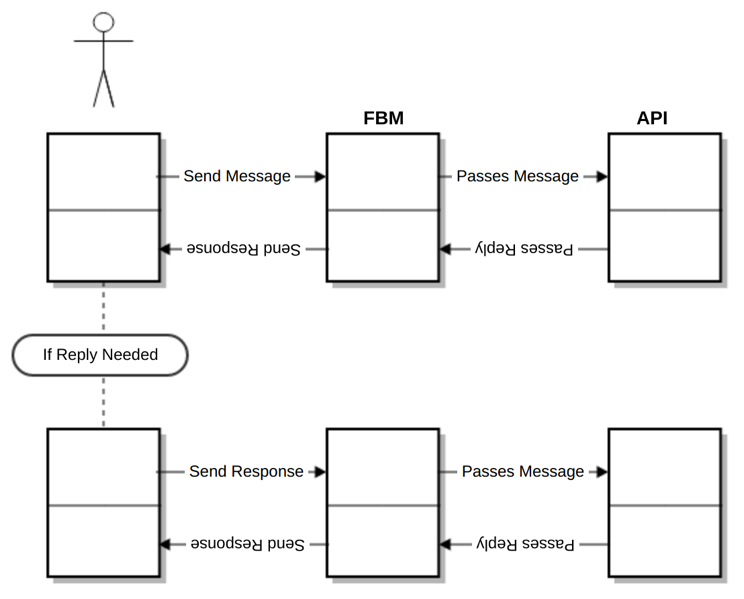 FBM
API
Send Message
Passes Message
Send Response
Passes Reply
If Reply Needed
Send Response
Passes Message
Send Response
Passes Reply